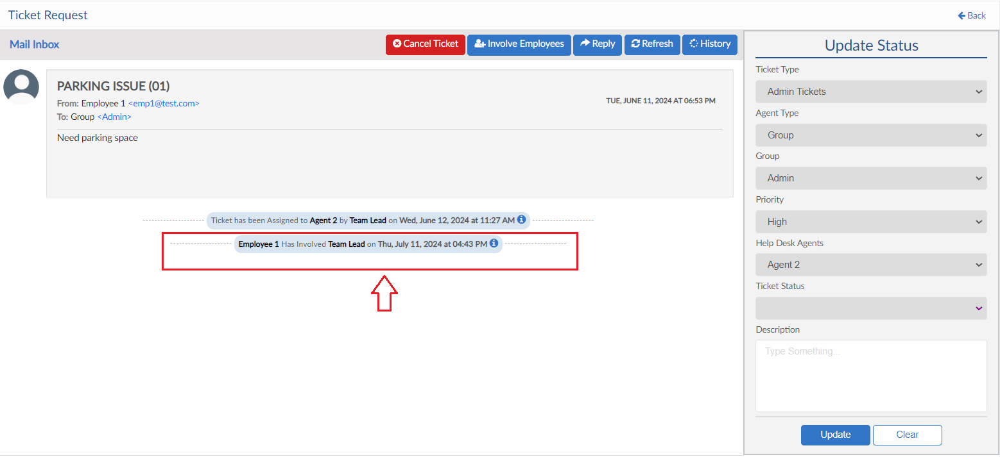 Ticket Request
Back
Mail Inbox
Cancel Ticket
Involve Employees
Reply
Refresh
History
PARKING ISSUE (01)
From: Employee 1 <emp1@test.com>
TUE, JUNE 11, 2024 AT 06:53 PM
To: Group <Admin>
Need parking space
Ticket has been Assigned to Agent 2 by Team Lead on Wed, June 12, 2024 at 11:27 AM
Employee 1 Has Involved Team Lead on Thu, July 11, 2024 at 04:43 PM
Update Status
Ticket Type
Admin Tickets
Agent Type
Group
Group
Admin
Priority
High
Help Desk Agents
Agent 2
Ticket Status
Description
Type Something...
Update
Clear